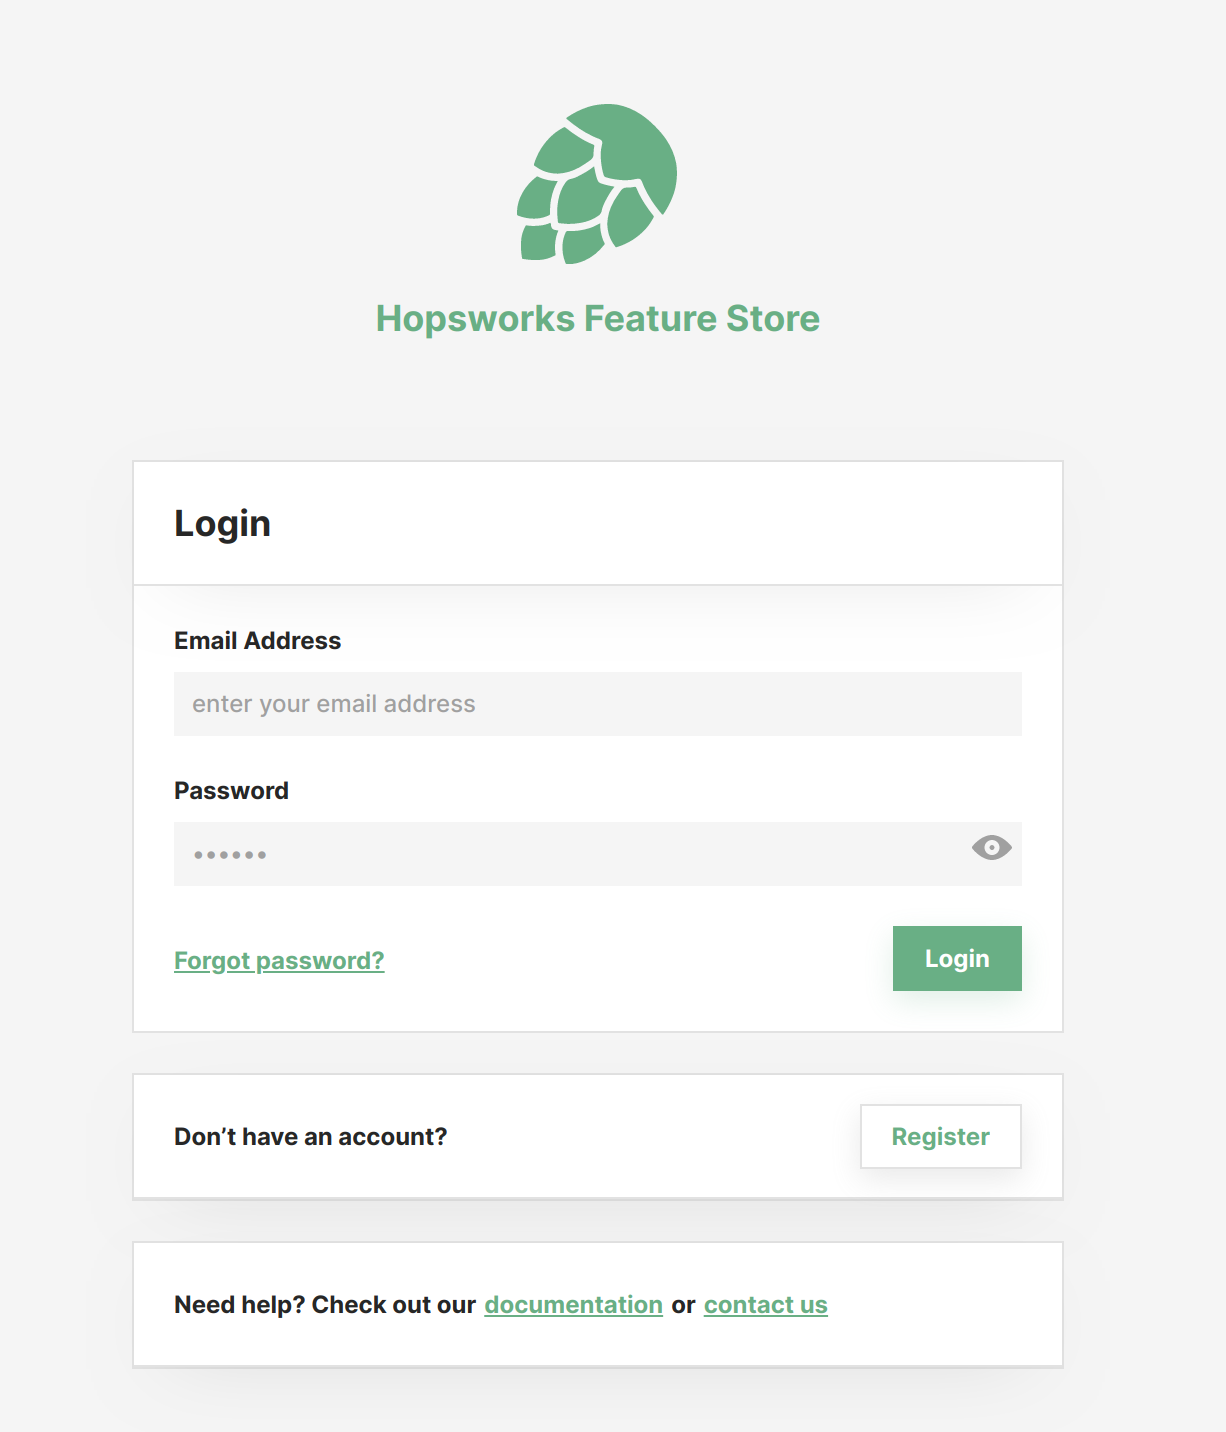 Hopsworks Feature Store
Login
Email Address
enter your email address
Password
••••••
Forgot password?
Login
Don’t have an account?
Register
Need help? Check out our documentation or contact us